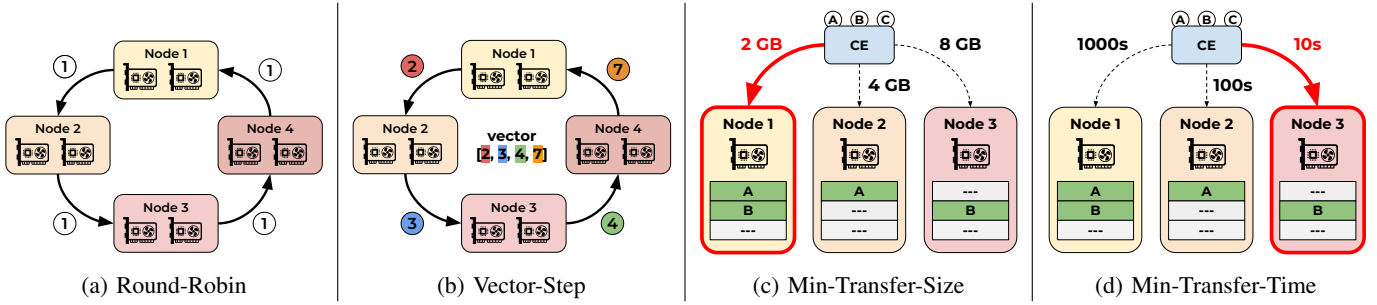 Node 1
1
1
Node 2
Node 4
Node 3
1
1
(a) Round-Robin
Node 1
2
7
Node 2
vector
[2, 3, 4, 7]
Node 4
Node 3
3
4
(b) Vector-Step
A B C
CE
2 GB
8 GB
4 GB
Node 1
Node 2
Node 3
A
A
---
B
---
B
---
---
---
(c) Min-Transfer-Size
A B C
CE
1000s
10s
100s
Node 1
Node 2
Node 3
A
A
---
B
---
B
---
---
---
(d) Min-Transfer-Time